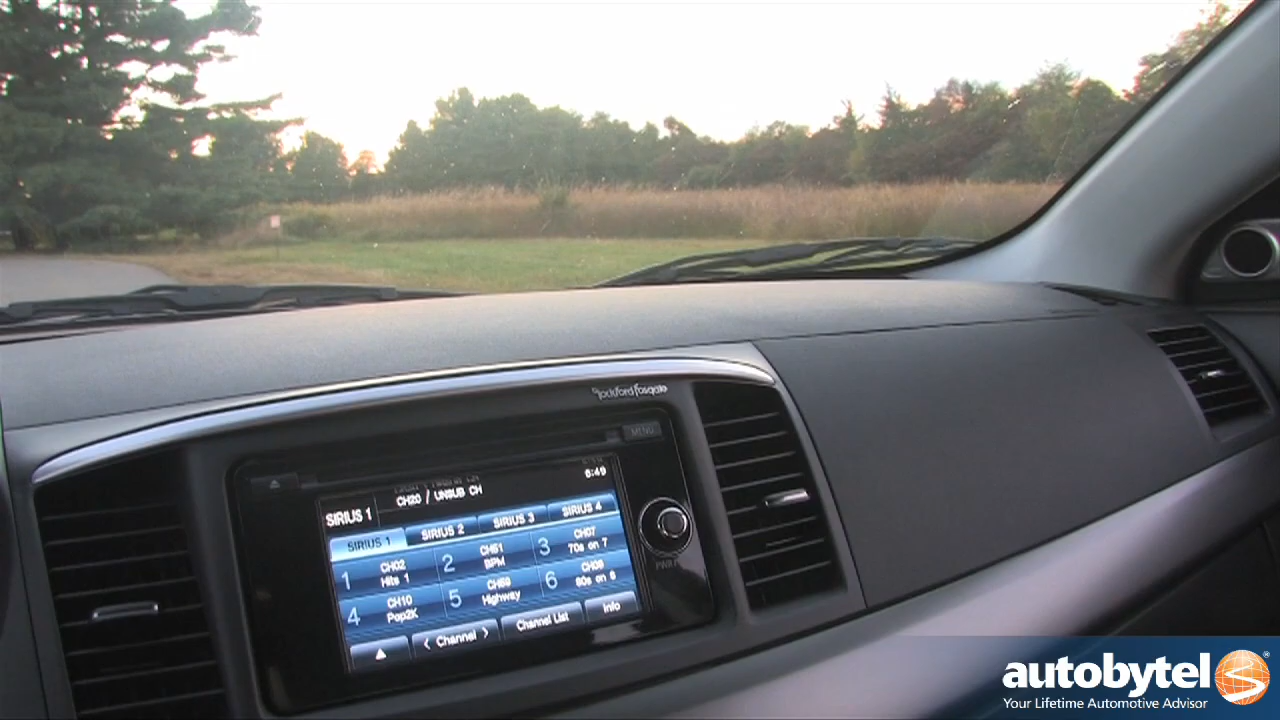 Rockford Fosgate
MENU
6:49
CH20 / UNSUB CH
SIRIUS 1
SIRIUS 1 SIRIUS 2 SIRIUS 3 SIRIUS 4
1 CH02 Hits 1
2 CH51 BPM
3 CH07 70s on 7
4 CH10 Pop2K
5 CH59 Highway
6 CH08 80s on 8
< Channel > Channel List Info
autobytel®
Your Lifetime Automotive Advisor